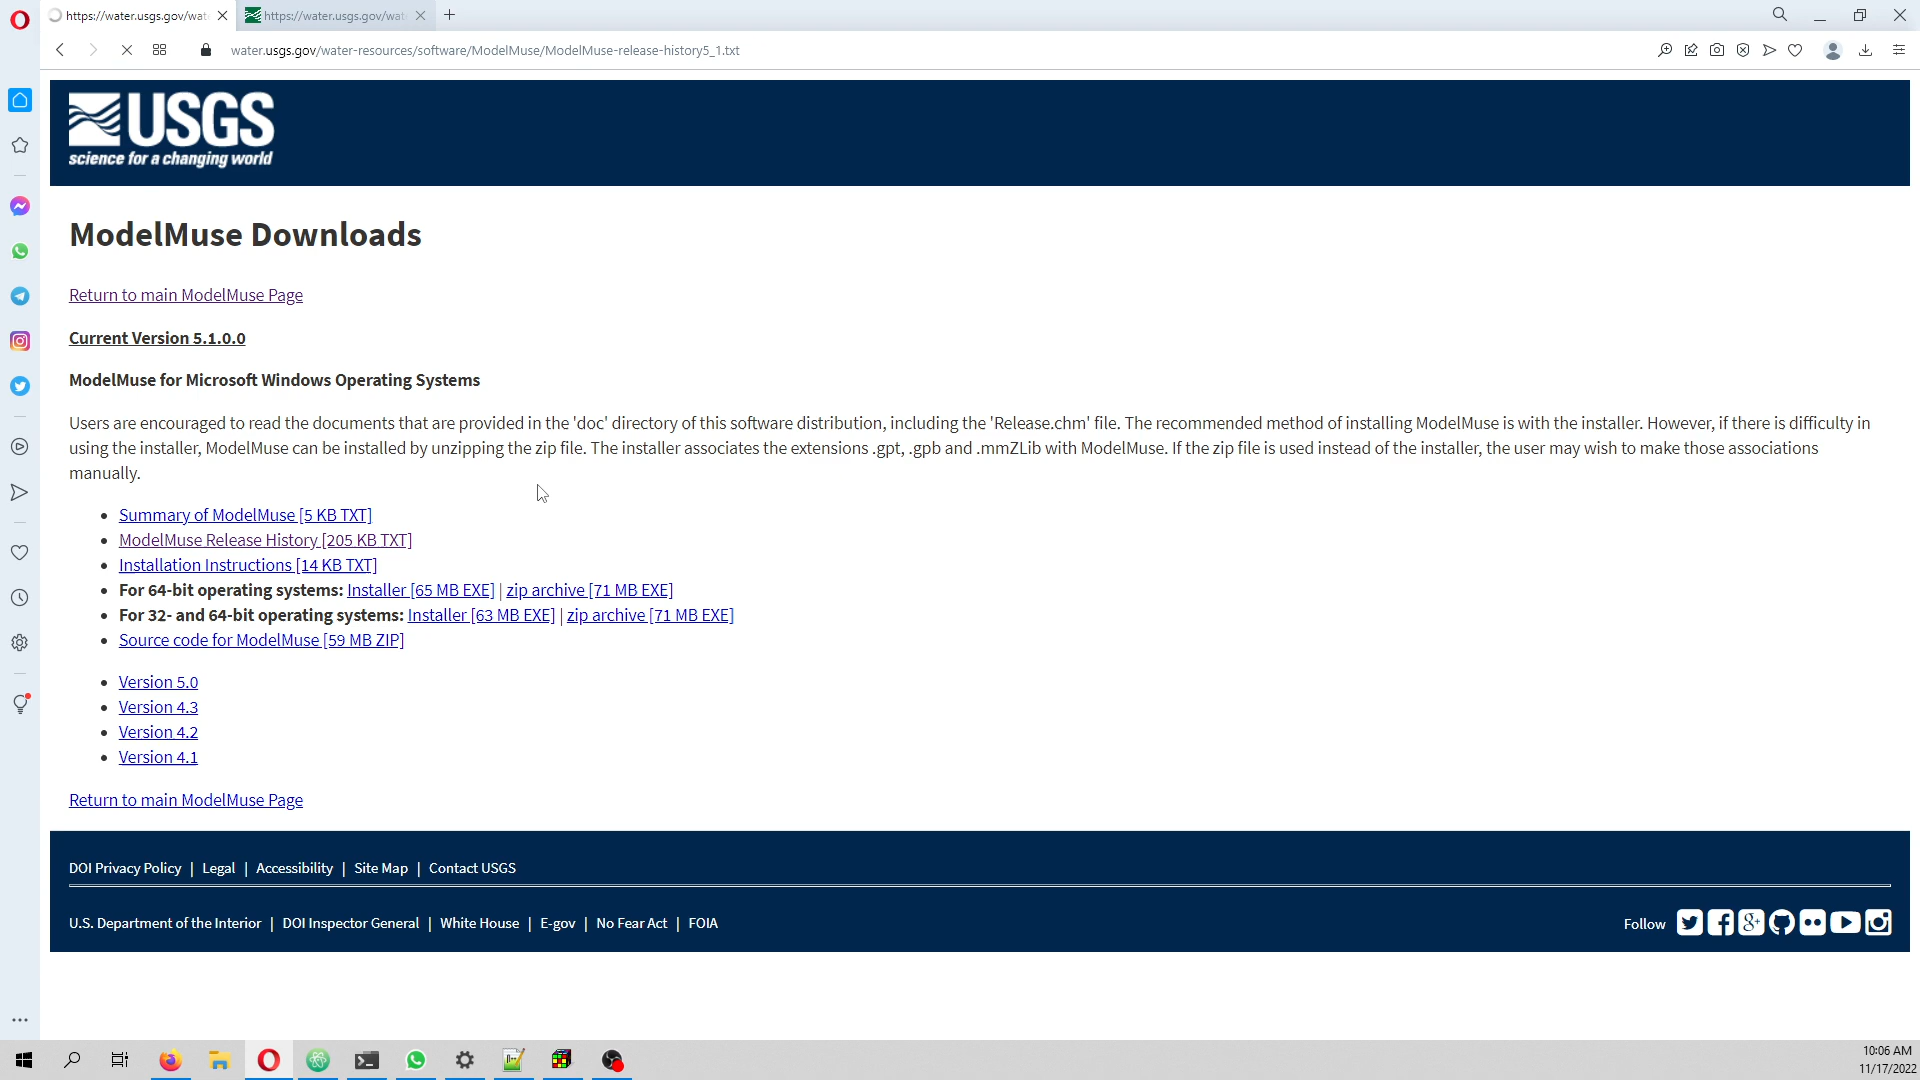 https://water.usgs.gov/wat
https://water.usgs.gov/wat
water.usgs.gov/water-resources/software/ModelMuse/ModelMuse-release-history5_1.txt
USGS
science for a changing world
ModelMuse Downloads
Return to main ModelMuse Page
Current Version 5.1.0.0
ModelMuse for Microsoft Windows Operating Systems
Users are encouraged to read the documents that are provided in the 'doc' directory of this software distribution, including the 'Release.chm' file. The recommended method of installing ModelMuse is with the installer. However, if there is difficulty in
using the installer, ModelMuse can be installed by unzipping the zip file. The installer associates the extensions .gpt, .gpb and .mmZLib with ModelMuse. If the zip file is used instead of the installer, the user may wish to make those associations
manually.
Summary of ModelMuse [5 KB TXT]
ModelMuse Release History [205 KB TXT]
Installation Instructions [14 KB TXT]
For 64-bit operating systems: Installer [65 MB EXE] | zip archive [71 MB EXE]
For 32- and 64-bit operating systems: Installer [63 MB EXE] | zip archive [71 MB EXE]
Source code for ModelMuse [59 MB ZIP]
Version 5.0
Version 4.3
Version 4.2
Version 4.1
Return to main ModelMuse Page
DOI Privacy Policy | Legal | Accessibility | Site Map | Contact USGS
U.S. Department of the Interior | DOI Inspector General | White House | E-gov | No Fear Act | FOIA
Follow
10:06 AM
11/17/2022